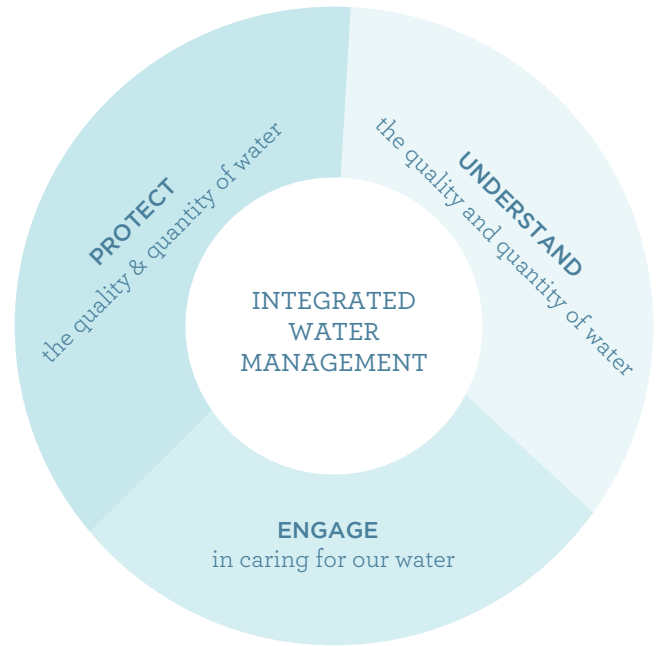 PROTECT
the quality & quantity of water
UNDERSTAND
the quality and quantity of water
INTEGRATED
WATER
MANAGEMENT
ENGAGE
in caring for our water